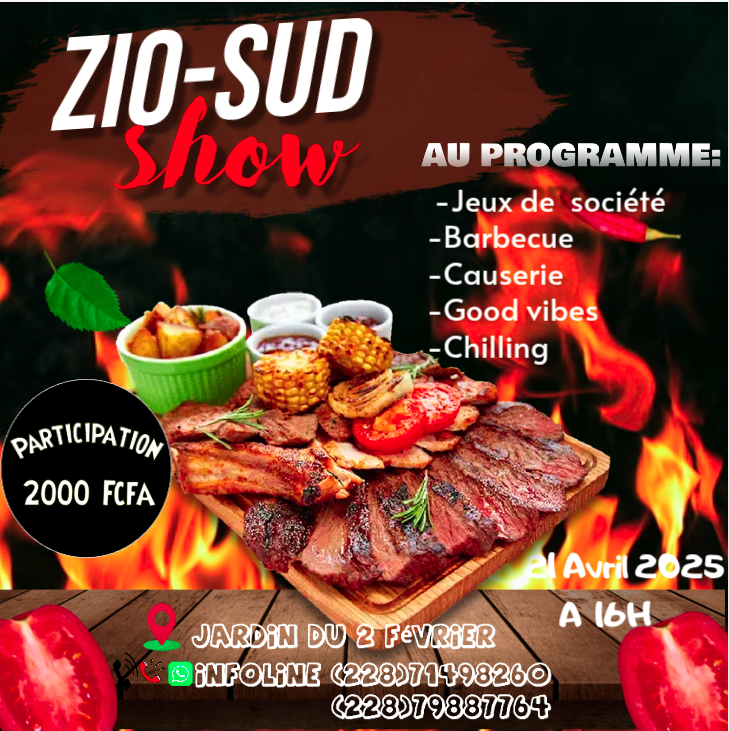 ZIO-SUD
show
AU PROGRAMME:
-Jeux de société
-Barbecue
-Causerie
-Good vibes
-Chilling
PARTICIPATION
2000 FCFA
21 Avril 2025
A 16H
JARDIN DU 2 FéVRIER
INFOLINE (228)71498260
(228)79887764